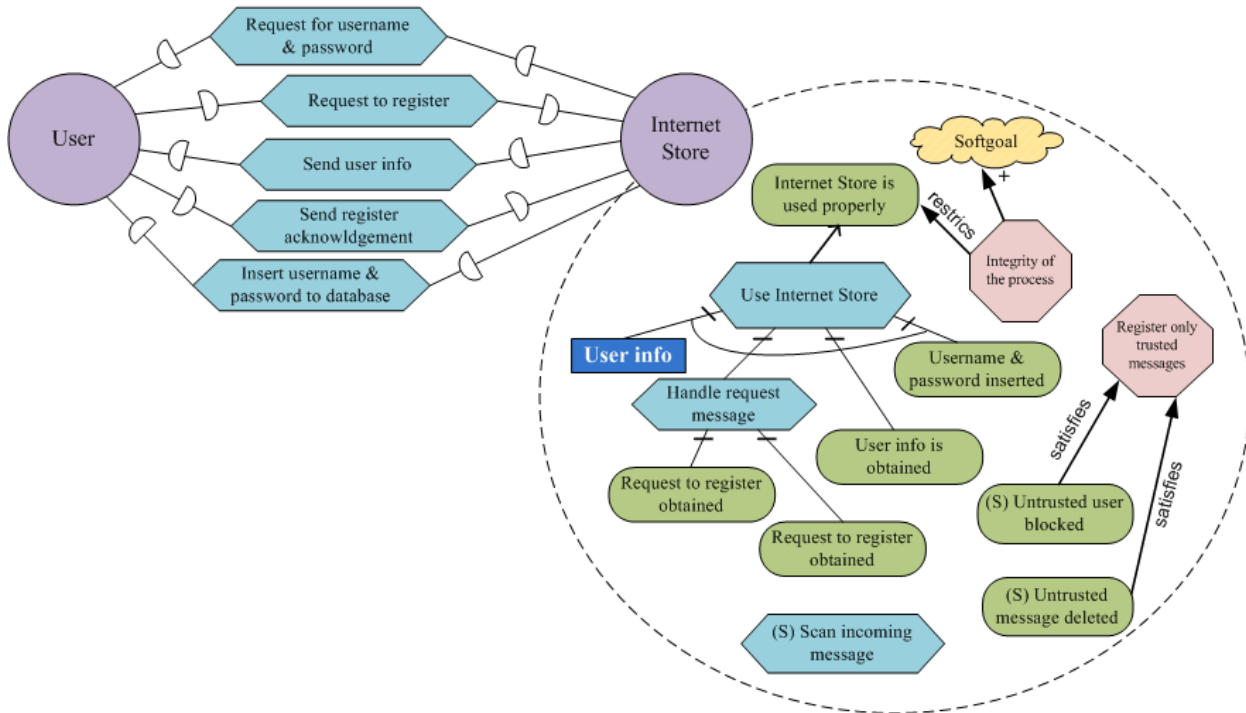 Request for username
& password
Request to register
Send user info
Send register
acknowldgement
Insert username &
password to database
User
Internet
Store
Softgoal
+
Internet Store is
used properly
restrics
Integrity of
the process
Use Internet Store
User info
Username &
password inserted
Register only
trusted
messages
Handle request
message
User info is
obtained
satisfies
satisfies
Request to register
obtained
(S) Untrusted user
blocked
Request to register
obtained
(S) Untrusted
message deleted
(S) Scan incoming
message